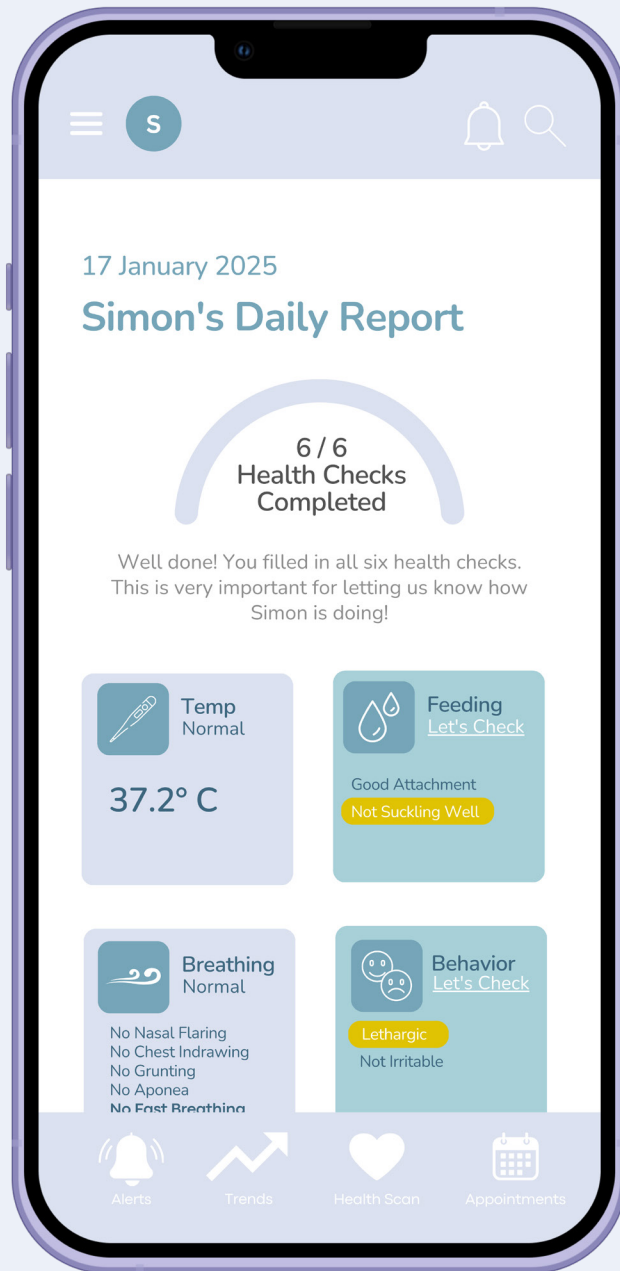 S
17 January 2025
Simon's Daily Report
6 / 6
Health Checks
Completed
Well done! You filled in all six health checks.
This is very important for letting us know how
Simon is doing!
Temp
Normal
37.2° C
Feeding
Let's Check
Good Attachment
Not Suckling Well
Breathing
Normal
No Nasal Flaring
No Chest Indrawing
No Grunting
No Aponea
No Fast Breathing
Behavior
Let's Check
Lethargic
Not Irritable
Alerts
Trends
Health Scan
Appointments